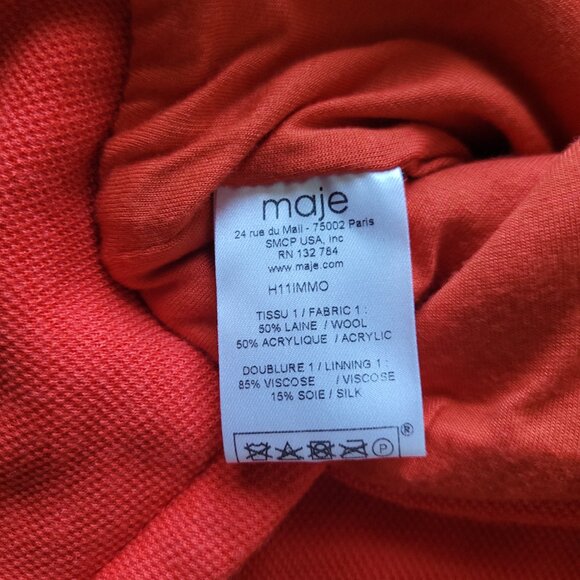 maje
24 rue du Mail - 75002 Paris
SMCP USA, Inc
RN 132 784
www.maje.com
H11IMMO
TISSU 1 / FABRIC 1 :
50% LAINE / WOOL
50% ACRYLIQUE / ACRYLIC
DOUBLURE 1 / LINNING 1 :
85% VISCOSE / VISCOSE
15% SOIE / SILK
®
P